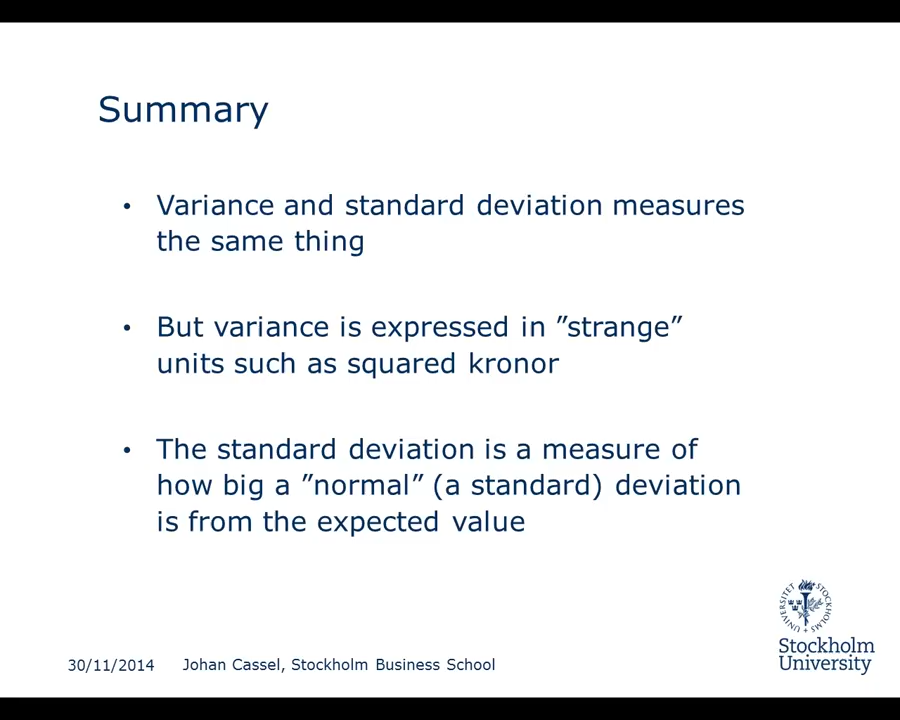 Summary
• Variance and standard deviation measures
the same thing
• But variance is expressed in ”strange”
units such as squared kronor
• The standard deviation is a measure of
how big a ”normal” (a standard) deviation
is from the expected value
STOCKHOLMS UNIVERSITET
Stockholm
University
30/11/2014 Johan Cassel, Stockholm Business School